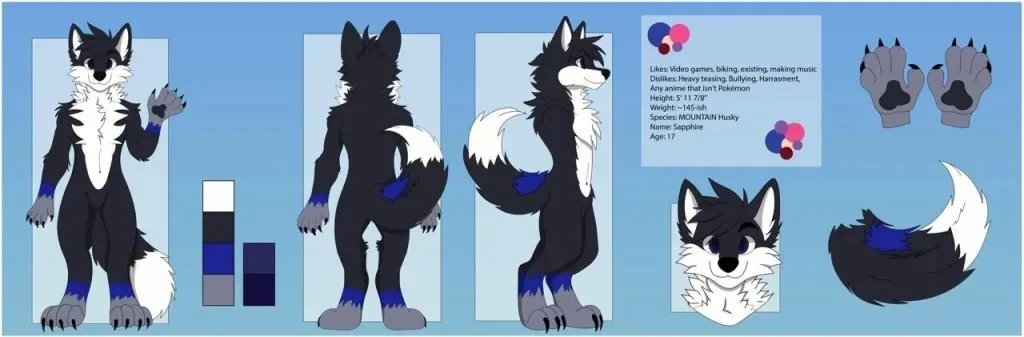 Likes: Video games, biking, existing, making music
Dislikes: Heavy teasing, Bullying, Harrasment,
Any anime that isn't Pokémon
Height: 5' 11 7/8"
Weight: ~145-ish
Species: MOUNTAIN Husky
Name: Sapphire
Age: 17